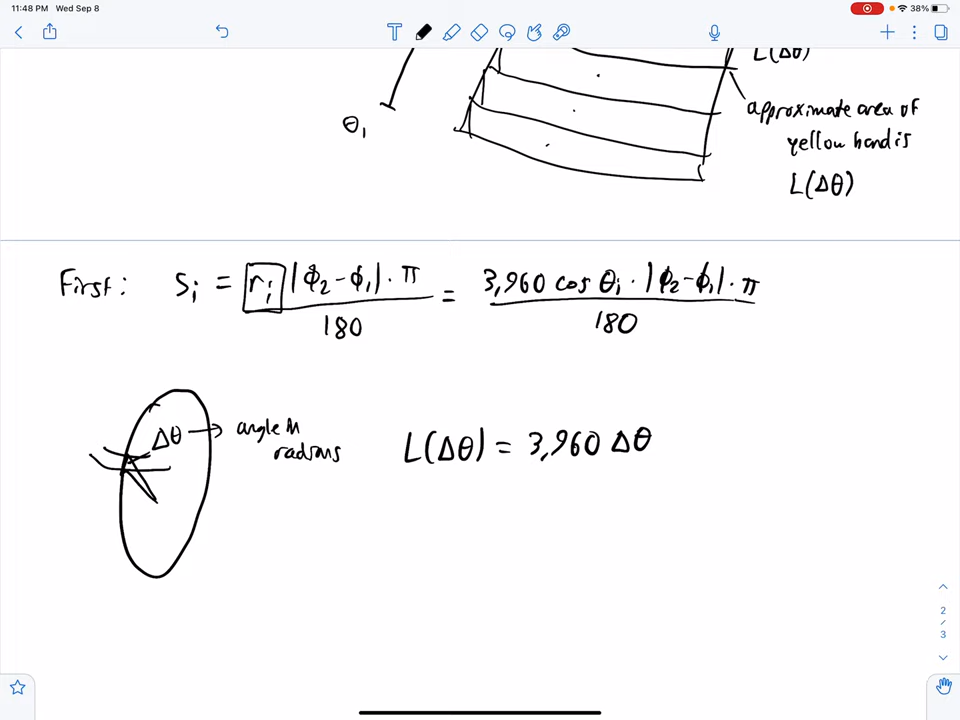 11:48 PM Wed Sep 8
38%
L(Δθ)
θ₁
approximate area of
yellow band is
L(Δθ)
First: Sᵢ = rᵢ |ϕ₂-ϕ₁| · π / 180 = 3,960 cos θᵢ · |ϕ₂-ϕ₁| · π / 180
Δθ → angle in
radians
L(Δθ) = 3,960 Δθ
2
/
3